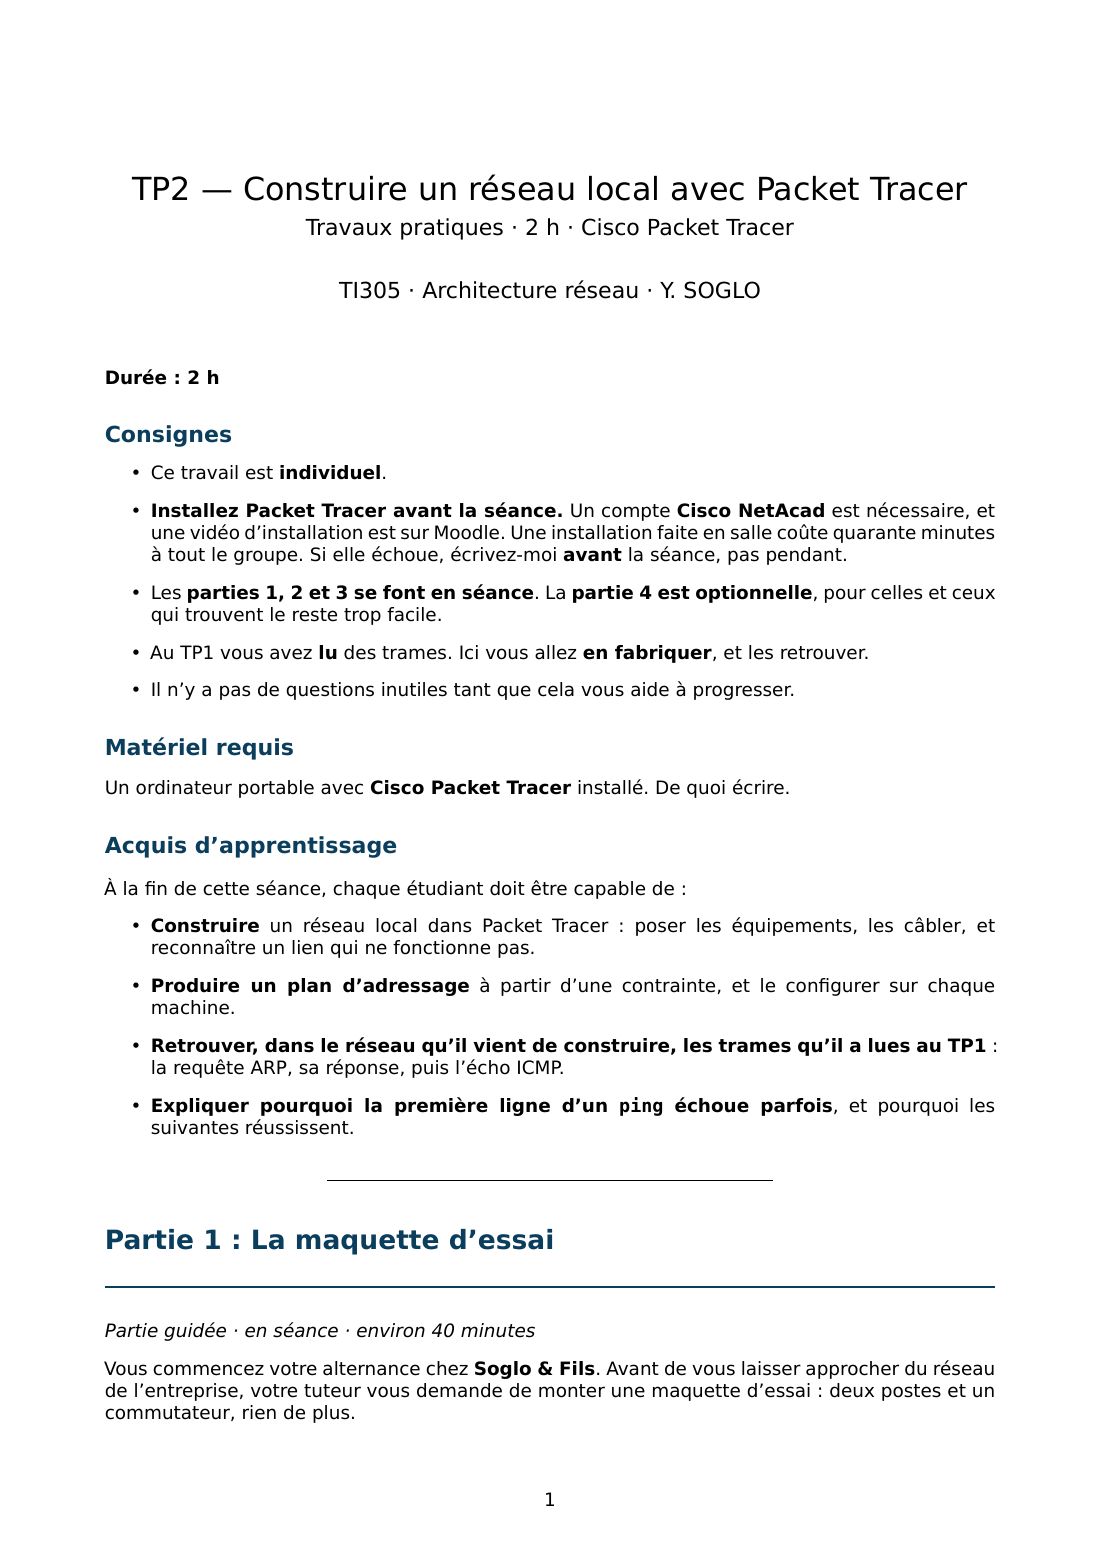 TP2 — Construire un réseau local avec Packet Tracer
Travaux pratiques · 2 h · Cisco Packet Tracer
TI305 · Architecture réseau · Y. SOGLO
Durée : 2 h
Consignes
• Ce travail est individuel.
• Installez Packet Tracer avant la séance. Un compte Cisco NetAcad est nécessaire, et
une vidéo d’installation est sur Moodle. Une installation faite en salle coûte quarante minutes
à tout le groupe. Si elle échoue, écrivez-moi avant la séance, pas pendant.
• Les parties 1, 2 et 3 se font en séance. La partie 4 est optionnelle, pour celles et ceux
qui trouvent le reste trop facile.
• Au TP1 vous avez lu des trames. Ici vous allez en fabriquer, et les retrouver.
• Il n’y a pas de questions inutiles tant que cela vous aide à progresser.
Matériel requis
Un ordinateur portable avec Cisco Packet Tracer installé. De quoi écrire.
Acquis d’apprentissage
À la fin de cette séance, chaque étudiant doit être capable de :
• Construire un réseau local dans Packet Tracer : poser les équipements, les câbler, et
reconnaître un lien qui ne fonctionne pas.
• Produire un plan d’adressage à partir d’une contrainte, et le configurer sur chaque
machine.
• Retrouver, dans le réseau qu’il vient de construire, les trames qu’il a lues au TP1 :
la requête ARP, sa réponse, puis l’écho ICMP.
• Expliquer pourquoi la première ligne d’un ping échoue parfois, et pourquoi les
suivantes réussissent.
Partie 1 : La maquette d’essai
Partie guidée · en séance · environ 40 minutes
Vous commencez votre alternance chez Soglo & Fils. Avant de vous laisser approcher du réseau
de l’entreprise, votre tuteur vous demande de monter une maquette d’essai : deux postes et un
commutateur, rien de plus.
1